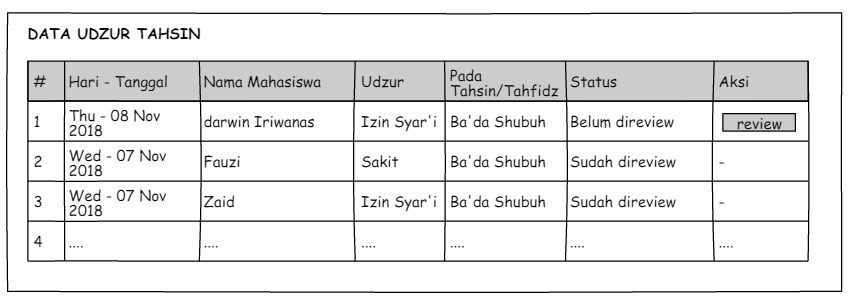 DATA UDZUR TAHSIN
# Hari - Tanggal Nama Mahasiswa Udzur Pada Tahsin/Tahfidz Status Aksi
1 Thu - 08 Nov 2018 darwin Iriwanas Izin Syar'i Ba'da Shubuh Belum direview review
2 Wed - 07 Nov 2018 Fauzi Sakit Ba'da Shubuh Sudah direview -
3 Wed - 07 Nov 2018 Zaid Izin Syar'i Ba'da Shubuh Sudah direview -
4 .... .... .... .... .... ....